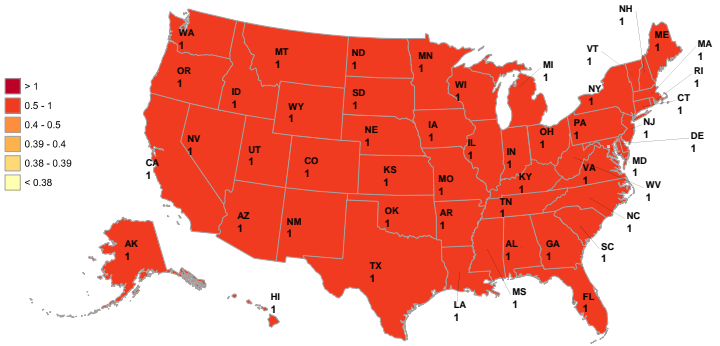 > 1
0.5 - 1
0.4 - 0.5
0.39 - 0.4
0.38 - 0.39
< 0.38
WA
1
OR
1
CA
1
NV
1
ID
1
MT
1
WY
1
UT
1
AZ
1
CO
1
NM
1
ND
1
SD
1
NE
1
KS
1
OK
1
TX
1
MN
1
IA
1
MO
1
AR
1
LA
1
WI
1
IL
1
MI
1
IN
1
OH
1
KY
1
TN
1
MS
1
AL
1
GA
1
FL
1
SC
1
NC
1
VA
1
WV
1
MD
1
DE
1
PA
1
NJ
1
NY
1
CT
1
RI
1
MA
1
VT
1
NH
1
ME
1
AK
1
HI
1